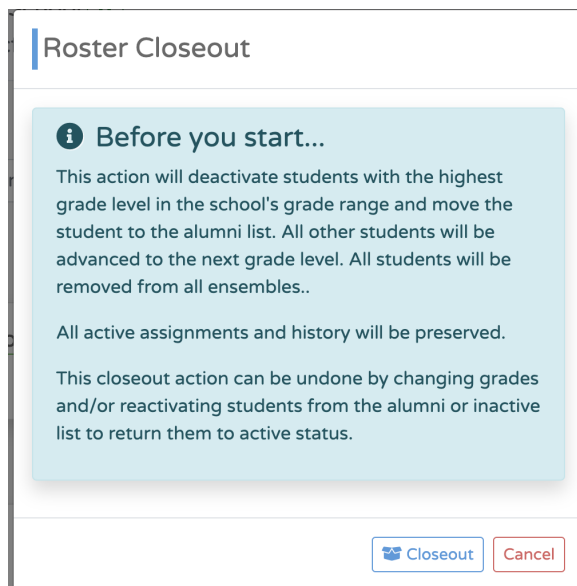 Roster Closeout
Before you start...
This action will deactivate students with the highest
grade level in the school's grade range and move the
student to the alumni list. All other students will be
advanced to the next grade level. All students will be
removed from all ensembles..
All active assignments and history will be preserved.
This closeout action can be undone by changing grades
and/or reactivating students from the alumni or inactive
list to return them to active status.
Closeout Cancel